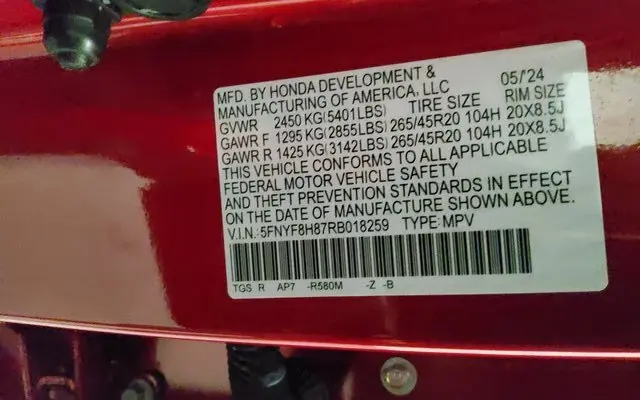 MFD. BY HONDA DEVELOPMENT & 05/'24
MANUFACTURING OF AMERICA, LLC
GVWR 2450 KG(5401LBS) TIRE SIZE RIM SIZE
GAWR F 1295 KG(2855LBS) 265/45R20 104H 20X8.5J
GAWR R 1425 KG(3142LBS) 265/45R20 104H 20X8.5J
THIS VEHICLE CONFORMS TO ALL APPLICABLE
FEDERAL MOTOR VEHICLE SAFETY
AND THEFT PREVENTION STANDARDS IN EFFECT
ON THE DATE OF MANUFACTURE SHOWN ABOVE.
V.I.N.:5FNYF8H87RB018259 TYPE:MPV
TGS R AP7 -R580M -Z -B